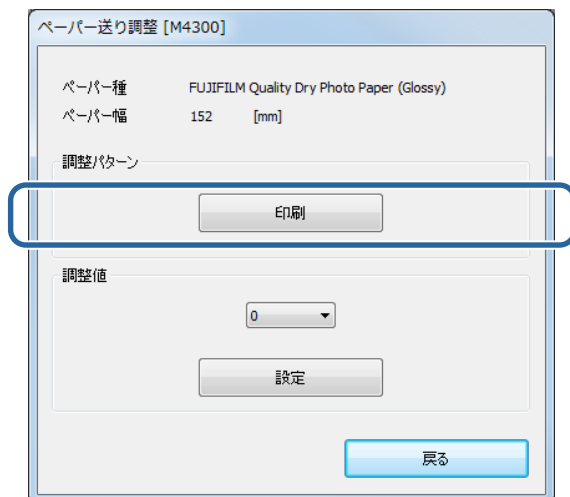 ペーパー送り調整 [M4300]
ペーパー種 FUJIFILM Quality Dry Photo Paper (Glossy)
ペーパー幅 152 [mm]
調整パターン
印刷
調整値
0
設定
戻る